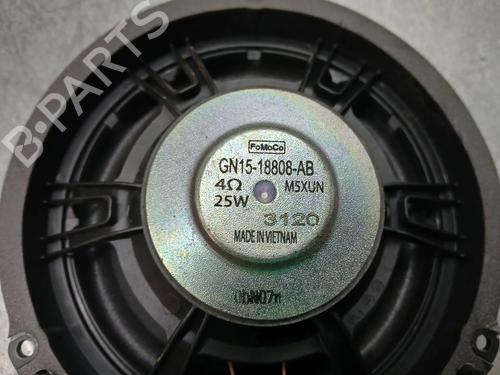 B-PARTS
FoMoCo
GN15-18808-AB
4Ω M5XUN
25W
3120
MADE IN VIETNAM